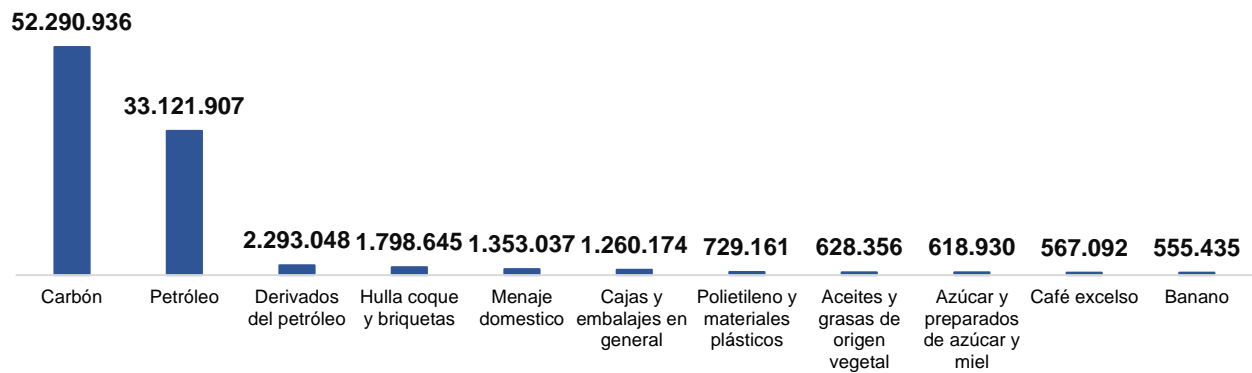 52.290.936
33.121.907
2.293.048
1.798.645
1.353.037
1.260.174
729.161
628.356
618.930
567.092
555.435
Carbón
Petróleo
Derivados
del petróleo
Hulla coque
y briquetas
Menaje
domestico
Cajas y
embalajes en
general
Polietileno y
materiales
plásticos
Aceites y
grasas de
origen
vegetal
Azúcar y
preparados
de azúcar y
miel
Café excelso
Banano